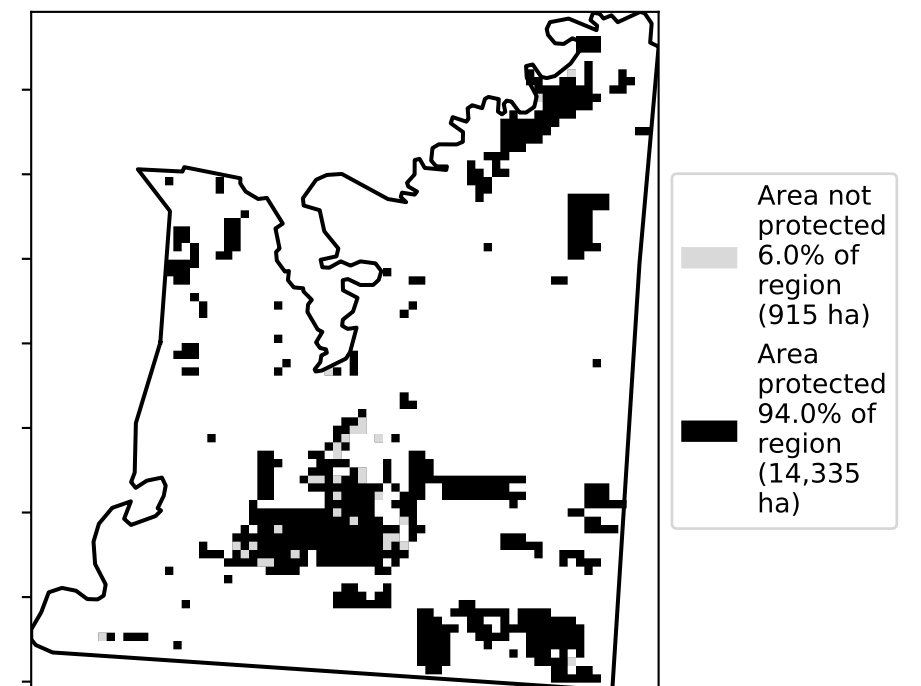 Area not
protected
6.0% of
region
(915 ha)
Area
protected
94.0% of
region
(14,335
ha)